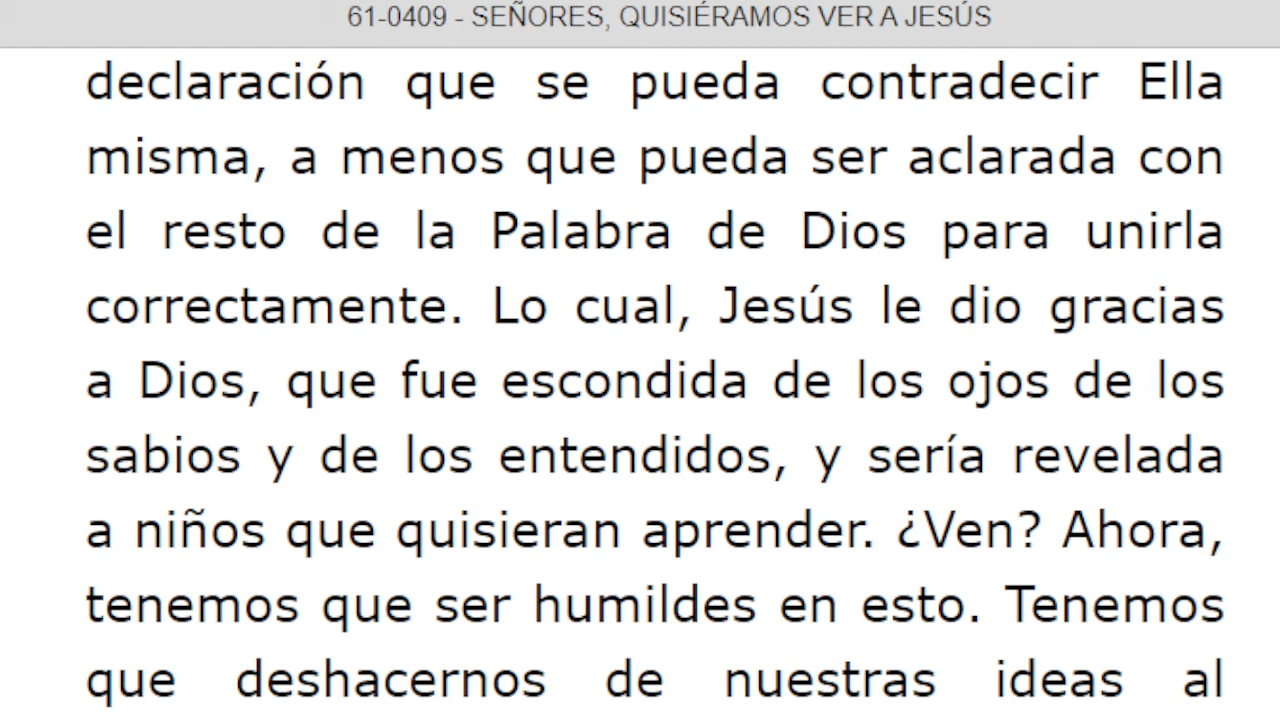 61-0409 - SEÑORES, QUISIÉRAMOS VER A JESÚS
declaración que se pueda contradecir Ella
misma, a menos que pueda ser aclarada con
el resto de la Palabra de Dios para unirla
correctamente. Lo cual, Jesús le dio gracias
a Dios, que fue escondida de los ojos de los
sabios y de los entendidos, y sería revelada
a niños que quisieran aprender. ¿Ven? Ahora,
tenemos que ser humildes en esto. Tenemos
que deshacernos de nuestras ideas al